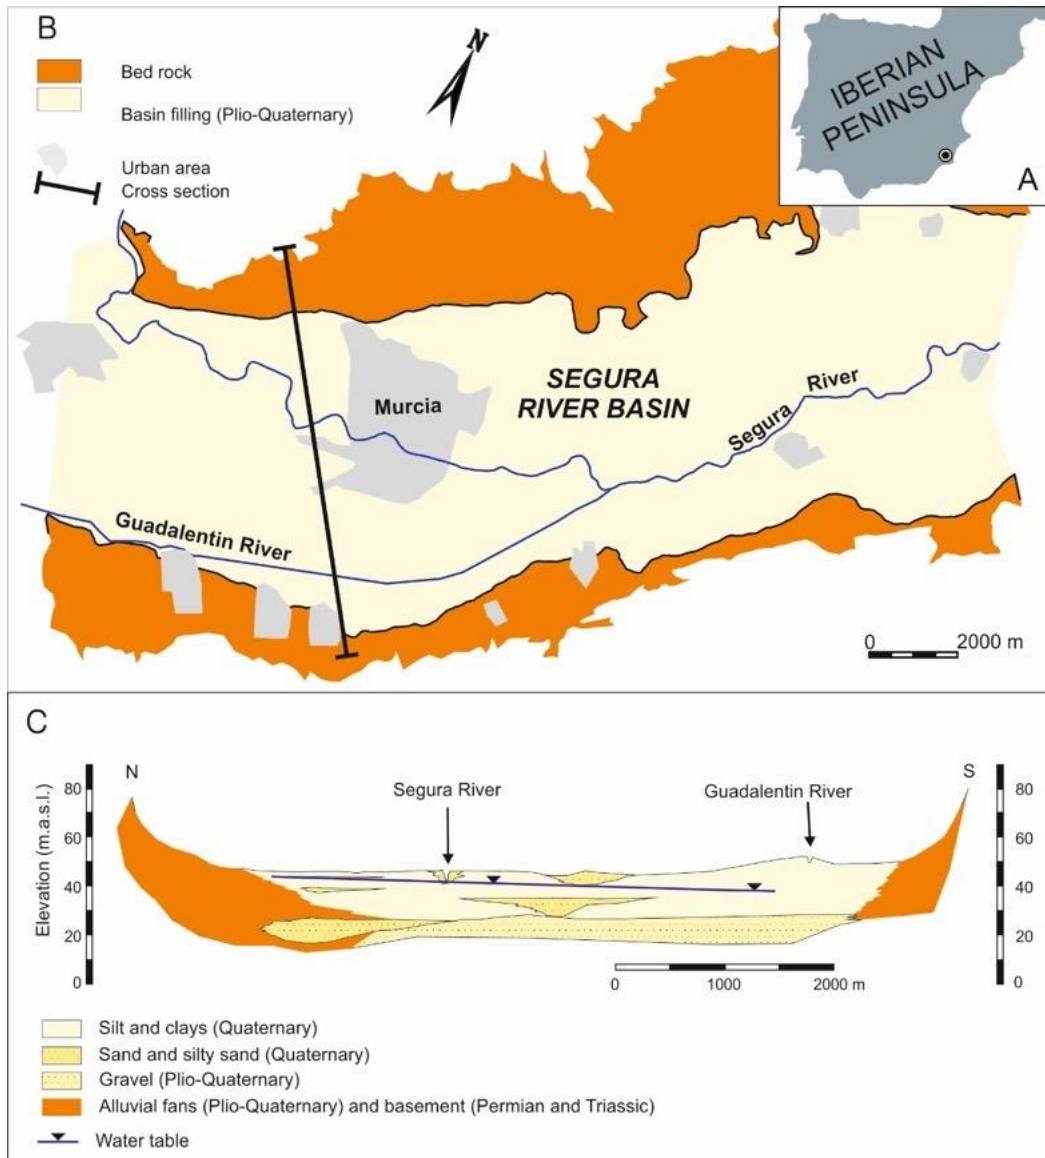 B
Bed rock
Basin filling (Plio-Quaternary)
Urban area
Cross section
N
IBERIAN
PENINSULA
A
SEGURA
RIVER BASIN
Murcia
Segura
River
Guadalentin River
0
2000 m
C
N
S
Segura River
Guadalentin River
Elevation (m.a.s.l.)
80
60
40
20
0
80
60
40
20
0
0
1000
2000 m
Silt and clays (Quaternary)
Sand and silty sand (Quaternary)
Gravel (Plio-Quaternary)
Alluvial fans (Plio-Quaternary) and basement (Permian and Triassic)
Water table